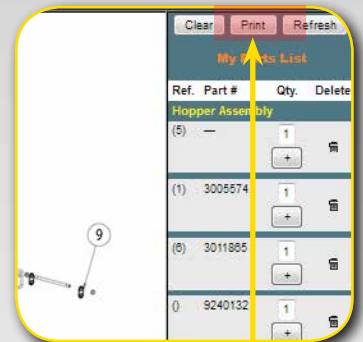 Clear Print Refresh
My Parts List
Ref. Part # Qty. Delete
Hopper Assembly
(5) — 1
+
(1) 3005574 1
+
9
(6) 3011865 1
+
() 9240132 1
+